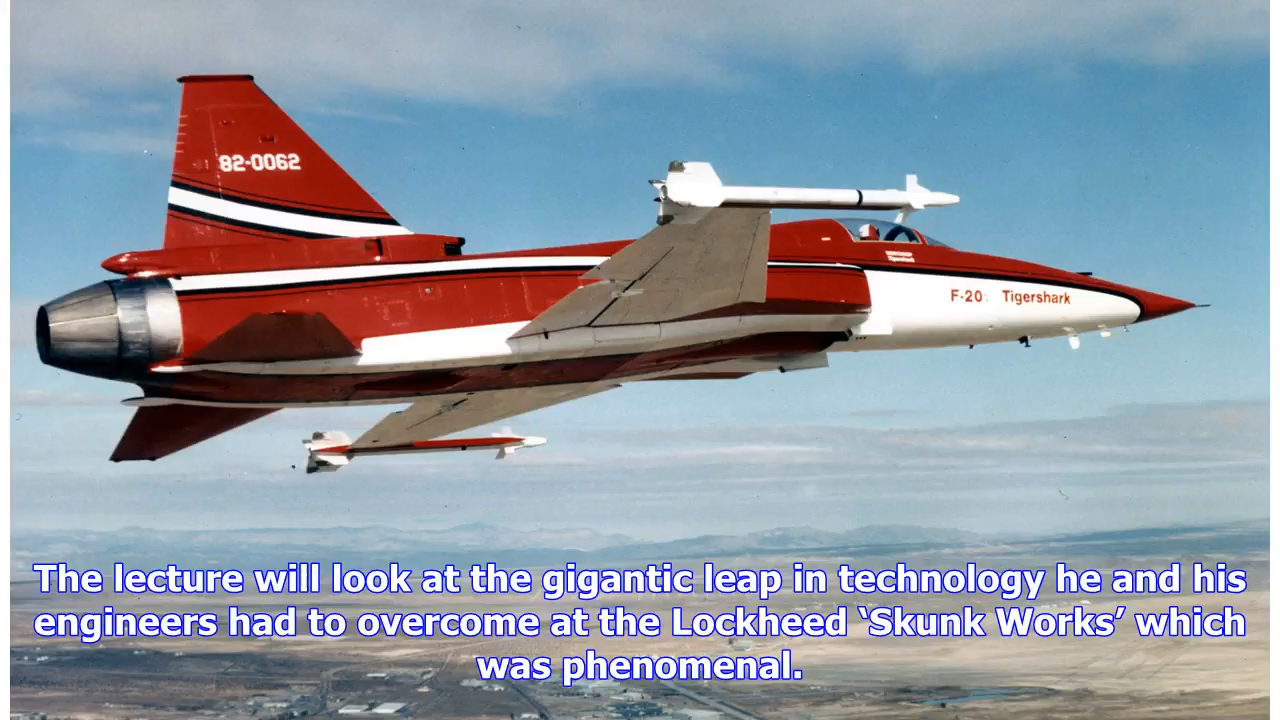 82-0062
F-20 Tigershark
The lecture will look at the gigantic leap in technology he and his
engineers had to overcome at the Lockheed ‘Skunk Works’ which
was phenomenal.